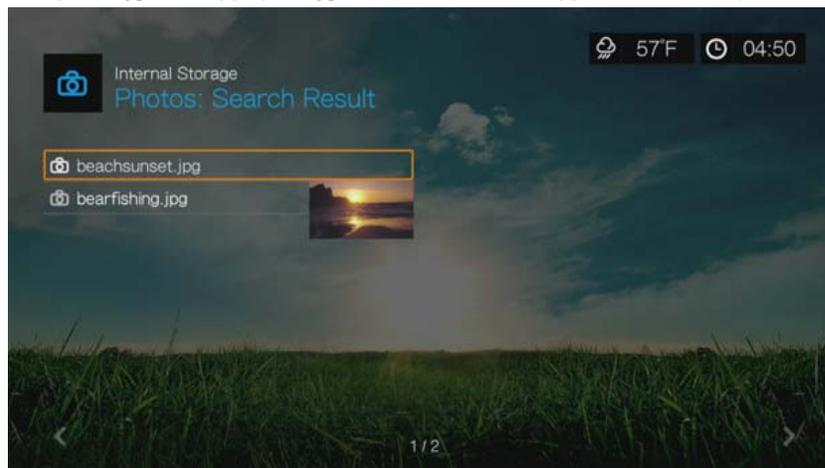 57°F 04:50
Internal Storage
Photos: Search Result
beachsunset.jpg
bearfishing.jpg
1/2